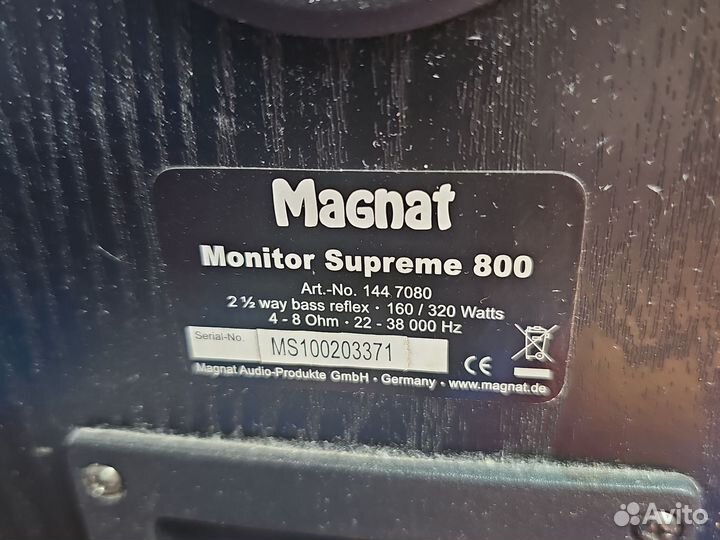 Magnat
Monitor Supreme 800
Art.-No. 144 7080
2 ½ way bass reflex · 160 / 320 Watts
4 - 8 Ohm · 22 - 38 000 Hz
Serial-No. MS100203371
CE
Magnat Audio-Produkte GmbH · Germany · www.magnat.de
Avito